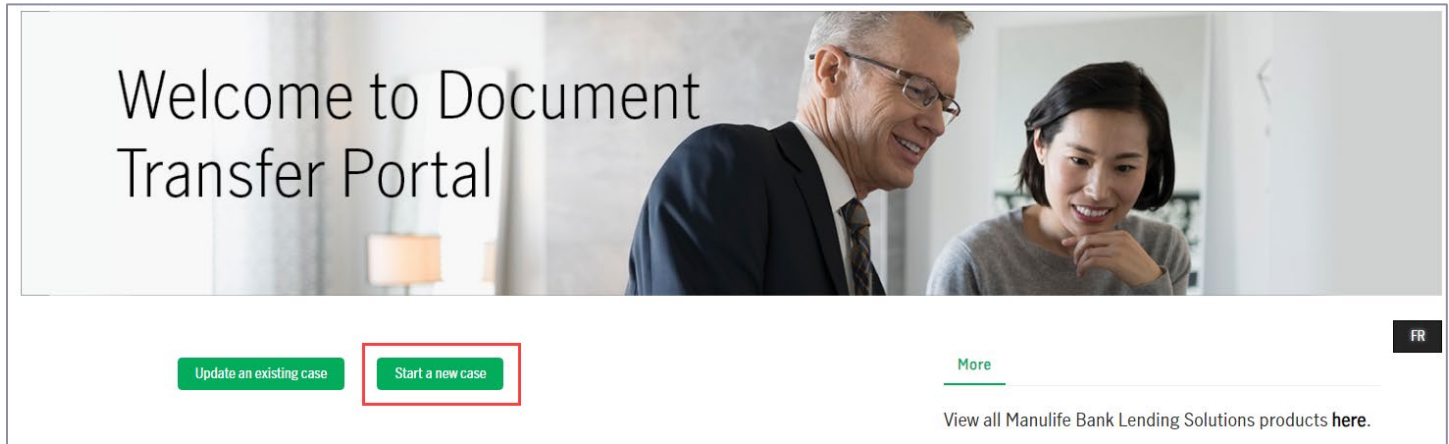 Welcome to Document
Transfer Portal
FR
Update an existing case
Start a new case
More
View all Manulife Bank Lending Solutions products here.